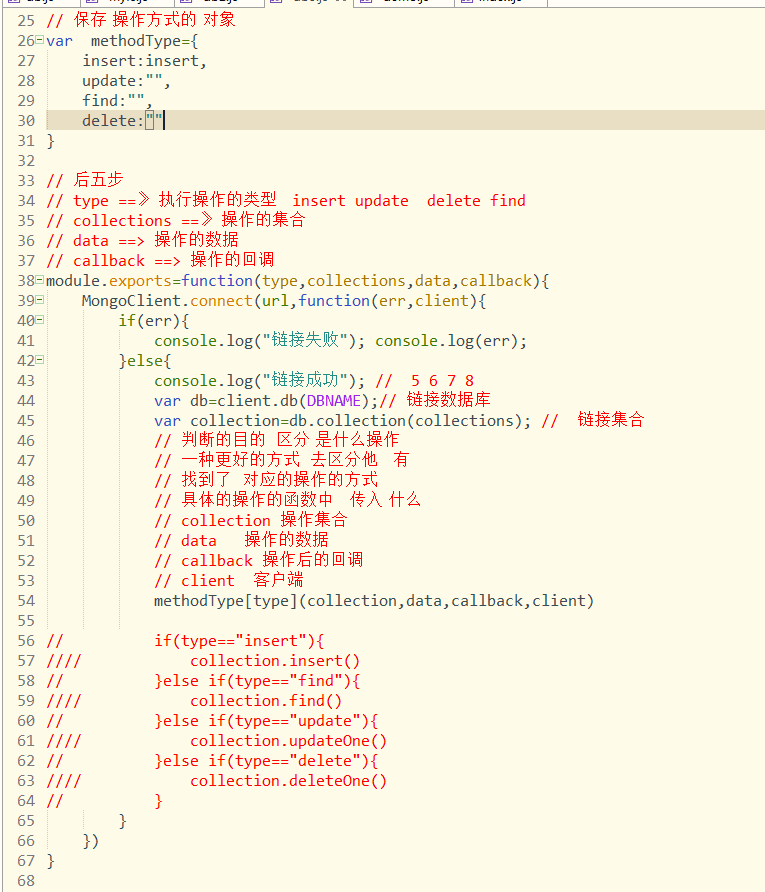 25 // 保存 操作方式的 对象
26 var  methodType={
27     insert:insert,
28     update:"",
29     find:"",
30     delete:""
31 }
32
33 // 后五步
34 // type ==》执行操作的类型  insert update  delete find
35 // collections ==》操作的集合
36 // data ==> 操作的数据
37 // callback ==> 操作的回调
38 module.exports=function(type,collections,data,callback){
39     MongoClient.connect(url,function(err,client){
40         if(err){
41             console.log("链接失败"); console.log(err);
42         }else{
43             console.log("链接成功"); //  5 6 7 8
44             var db=client.db(DBNAME);// 链接数据库
45             var collection=db.collection(collections); //  链接集合
46             // 判断的目的 区分 是什么操作
47             // 一种更好的方式 去区分他  有
48             // 找到了 对应的操作的方式
49             // 具体的操作的函数中  传入 什么
50             // collection 操作集合
51             // data   操作的数据
52             // callback 操作后的回调
53             // client  客户端
54             methodType[type](collection,data,callback,client)
55
56 //          if(type=="insert"){
57 ////            collection.insert()
58 //          }else if(type=="find"){
59 ////            collection.find()
60 //          }else if(type=="update"){
61 ////            collection.updateOne()
62 //          }else if(type=="delete"){
63 ////            collection.deleteOne()
64 //          }
65         }
66     })
67 }
68